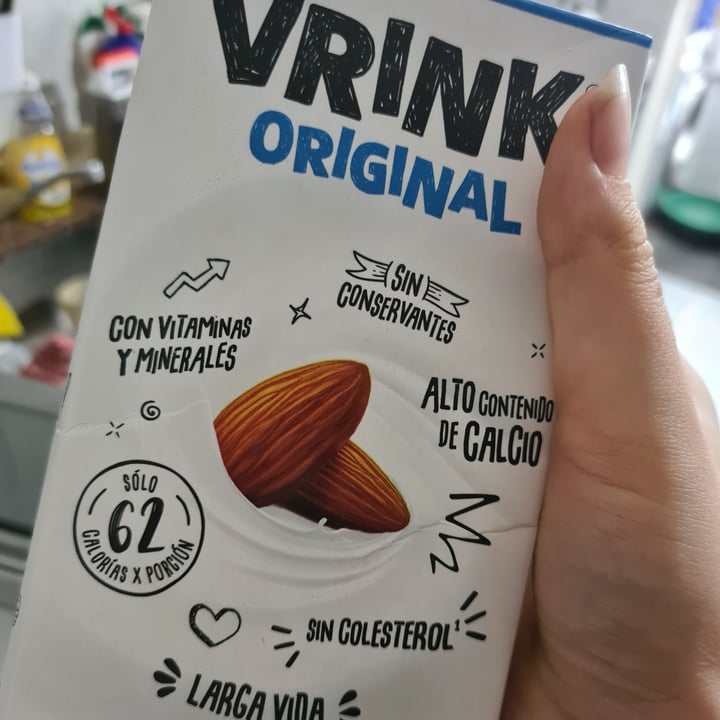 VRINK
ORIGINAL
SIN
CONSERVANTES
CON VITAMINAS
Y MINERALES
ALTO CONTENIDO
DE CALCIO
SÓLO
62
CALORÍAS X PORCIÓN
SIN COLESTEROL¹
LARGA VIDA